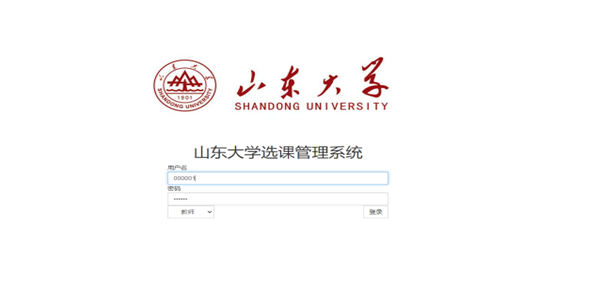 山东大学
1901
SHANDONG UNIVERSITY
山东大学
SHANDONG UNIVERSITY
山东大学选课管理系统
用户名
000001
密码
••••••
教师
登录